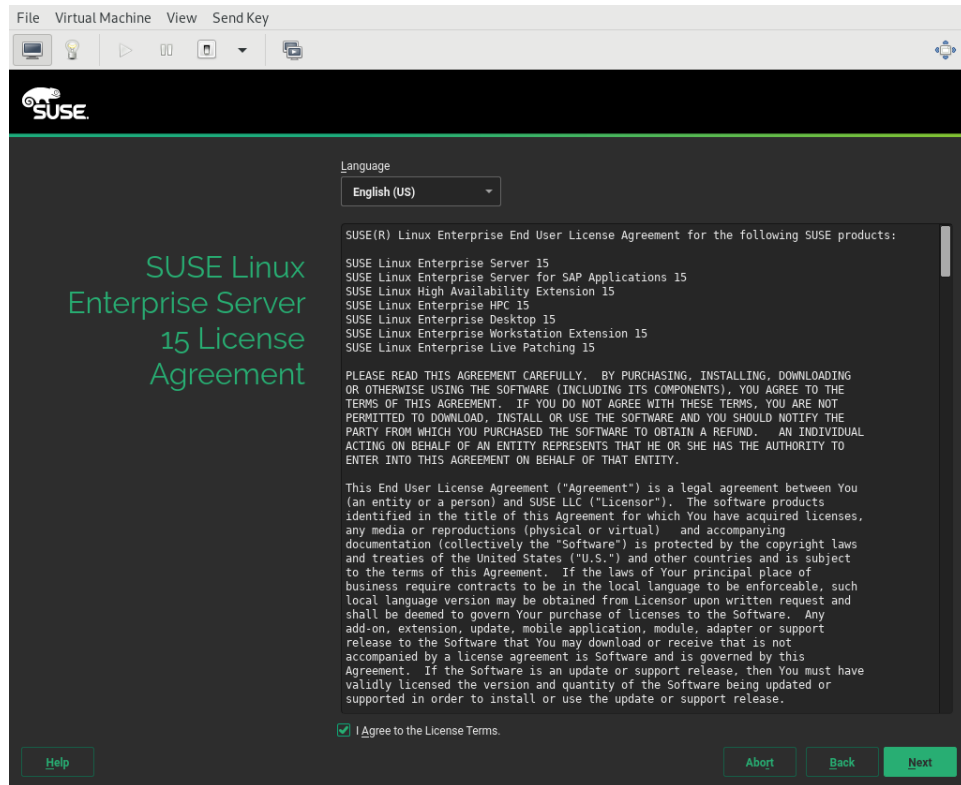 File Virtual Machine View Send Key
SUSE.
Language
English (US)
SUSE Linux
Enterprise Server
15 License
Agreement
SUSE(R) Linux Enterprise End User License Agreement for the following SUSE products:
SUSE Linux Enterprise Server 15
SUSE Linux Enterprise Server for SAP Applications 15
SUSE Linux High Availability Extension 15
SUSE Linux Enterprise HPC 15
SUSE Linux Enterprise Desktop 15
SUSE Linux Enterprise Workstation Extension 15
SUSE Linux Enterprise Live Patching 15
PLEASE READ THIS AGREEMENT CAREFULLY. BY PURCHASING, INSTALLING, DOWNLOADING
OR OTHERWISE USING THE SOFTWARE (INCLUDING ITS COMPONENTS), YOU AGREE TO THE
TERMS OF THIS AGREEMENT. IF YOU DO NOT AGREE WITH THESE TERMS, YOU ARE NOT
PERMITTED TO DOWNLOAD, INSTALL OR USE THE SOFTWARE AND YOU SHOULD NOTIFY THE
PARTY FROM WHICH YOU PURCHASED THE SOFTWARE TO OBTAIN A REFUND. AN INDIVIDUAL
ACTING ON BEHALF OF AN ENTITY REPRESENTS THAT HE OR SHE HAS THE AUTHORITY TO
ENTER INTO THIS AGREEMENT ON BEHALF OF THAT ENTITY.
This End User License Agreement ("Agreement") is a legal agreement between You
(an entity or a person) and SUSE LLC ("Licensor"). The software products
identified in the title of this Agreement for which You have acquired licenses,
any media or reproductions (physical or virtual) and accompanying
documentation (collectively the "Software") is protected by the copyright laws
and treaties of the United States ("U.S.") and other countries and is subject
to the terms of this Agreement. If the laws of Your principal place of
business require contracts to be in the local language to be enforceable, such
local language version may be obtained from Licensor upon written request and
shall be deemed to govern Your purchase of licenses to the Software. Any
add-on, extension, update, mobile application, module, adapter or support
release to the Software that You may download or receive that is not
accompanied by a license agreement is Software and is governed by this
Agreement. If the Software is an update or support release, then You must have
validly licensed the version and quantity of the Software being updated or
supported in order to install or use the update or support release.
I Agree to the License Terms.
Help Abort Back Next